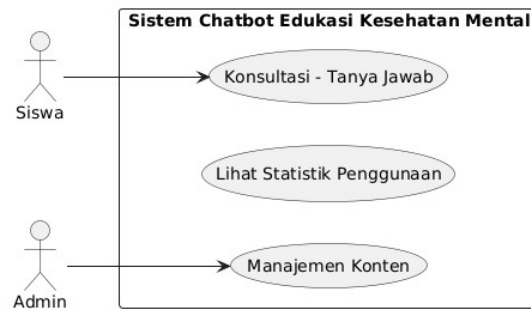 Sistem Chatbot Edukasi Kesehatan Mental
Konsultasi - Tanya Jawab
Siswa
Lihat Statistik Penggunaan
Manajemen Konten
Admin